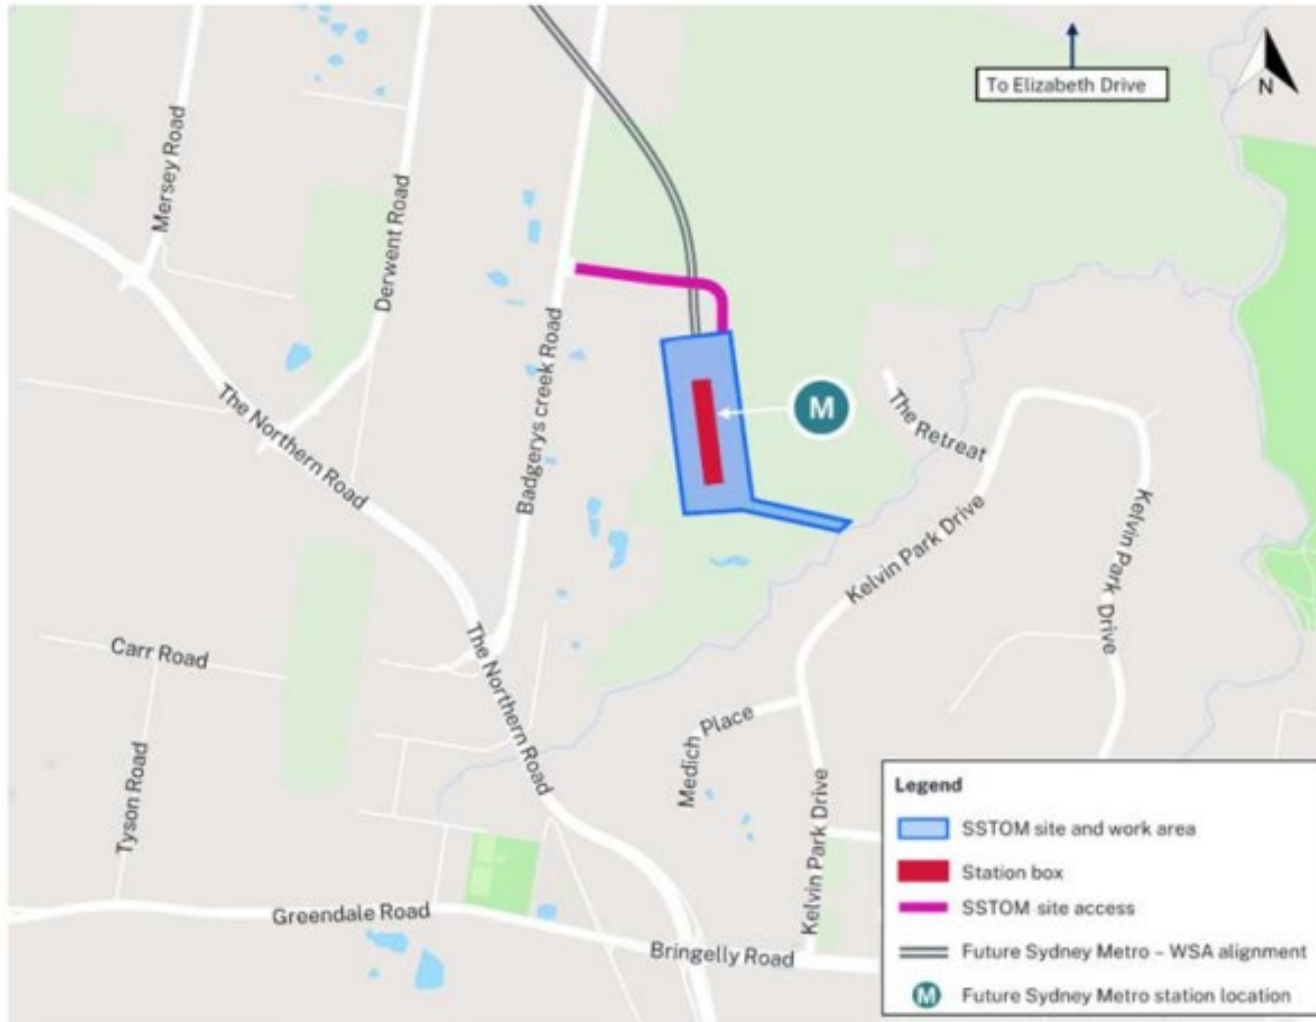 To Elizabeth Drive
N
Mersey Road
Derwent Road
Badgerys creek Road
The Northern Road
M
The Retreat
Kelvin Park Drive
Kelvin Park Drive
Carr Road
The Northern Road
Tyson Road
Medich Place
Kelvin Park Drive
Greendale Road
Bringelly Road
Legend
SSTOM site and work area
Station box
SSTOM site access
Future Sydney Metro – WSA alignment
M Future Sydney Metro station location